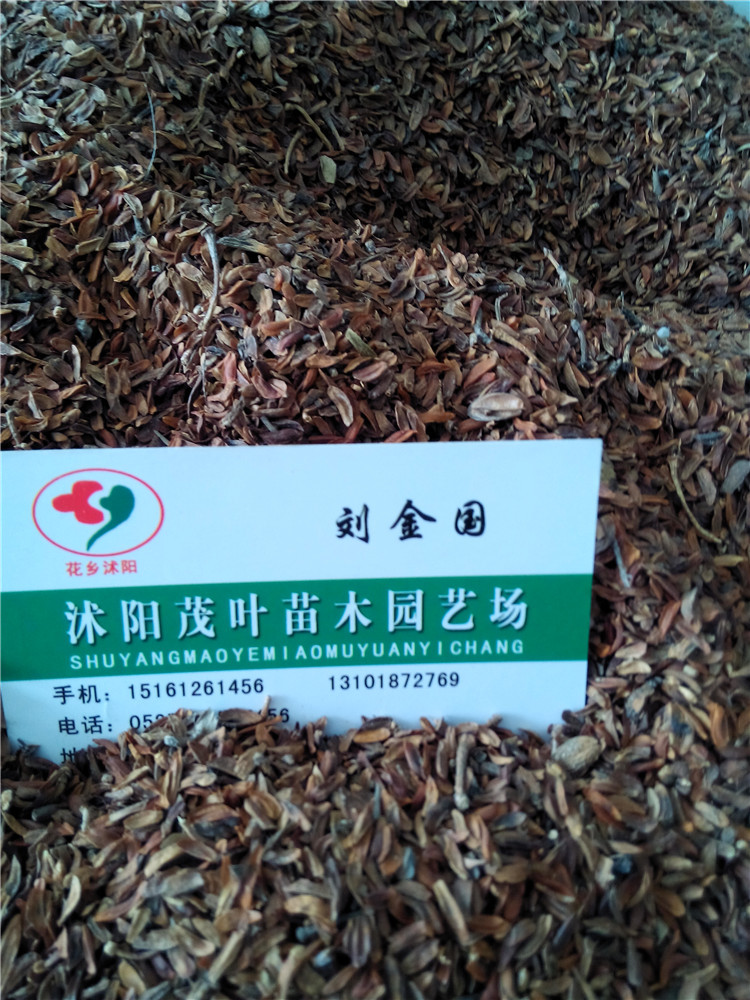 刘金国
花乡沭阳
沭阳茂叶苗木园艺场
SHUYANGMAOYEMIAOMUYUANYICHANG
手机：15161261456 13101872769
电话：